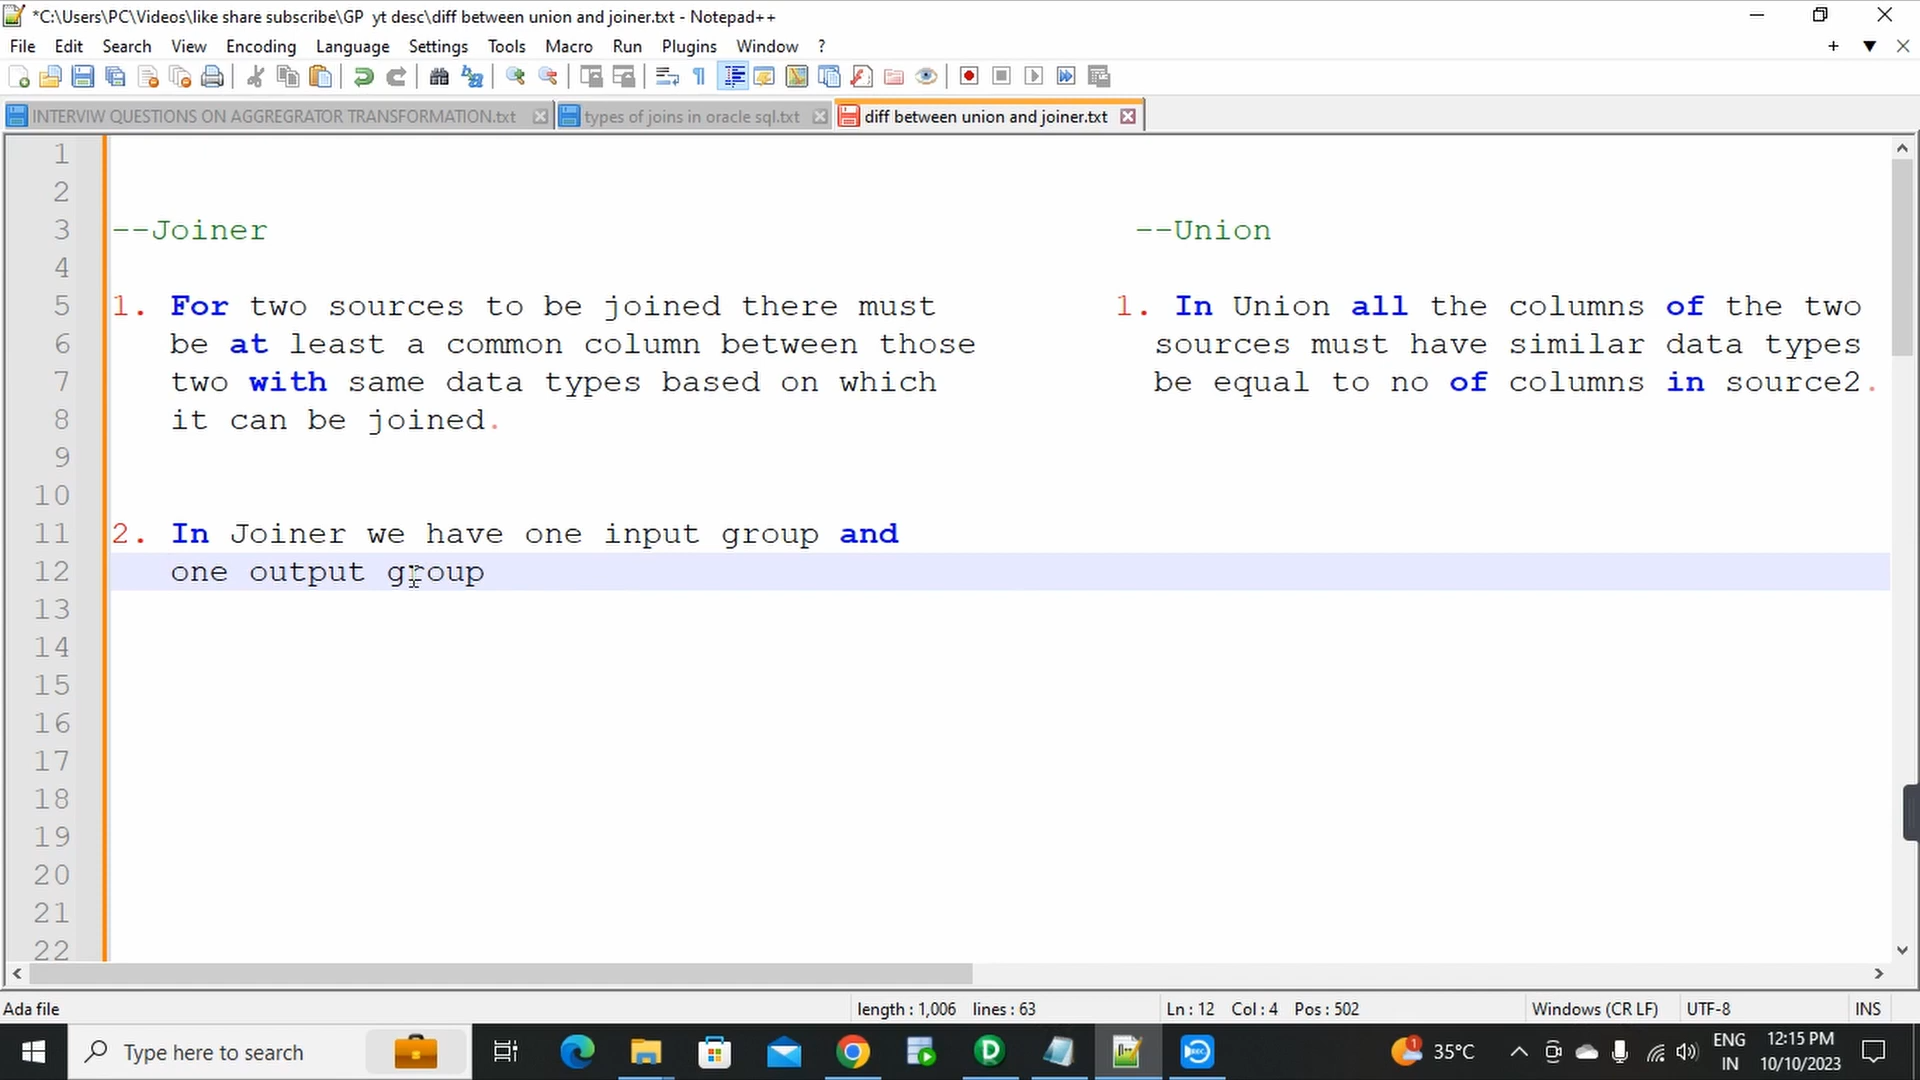 *C:\Users\PC\Videos\like share subscribe\GP  yt desc\diff between union and joiner.txt - Notepad++
File Edit Search View Encoding Language Settings Tools Macro Run Plugins Window ?
INTERVIW QUESTIONS ON AGGREGRATOR TRANSFORMATION.txt types of joins in oracle sql.txt diff between union and joiner.txt
1
2
3 --Joiner --Union
4
5 1. For two sources to be joined there must 1. In Union all the columns of the two
6 be at least a common column between those sources must have similar data types
7 two with same data types based on which be equal to no of columns in source2.
8 it can be joined.
9
10
11 2. In Joiner we have one input group and
12 one output group
13
14
15
16
17
18
19
20
21
22
Ada file length : 1,006 lines : 63 Ln : 12 Col : 4 Pos : 502 Windows (CR LF) UTF-8 INS
Type here to search 35°C ENG 12:15 PM
IN 10/10/2023